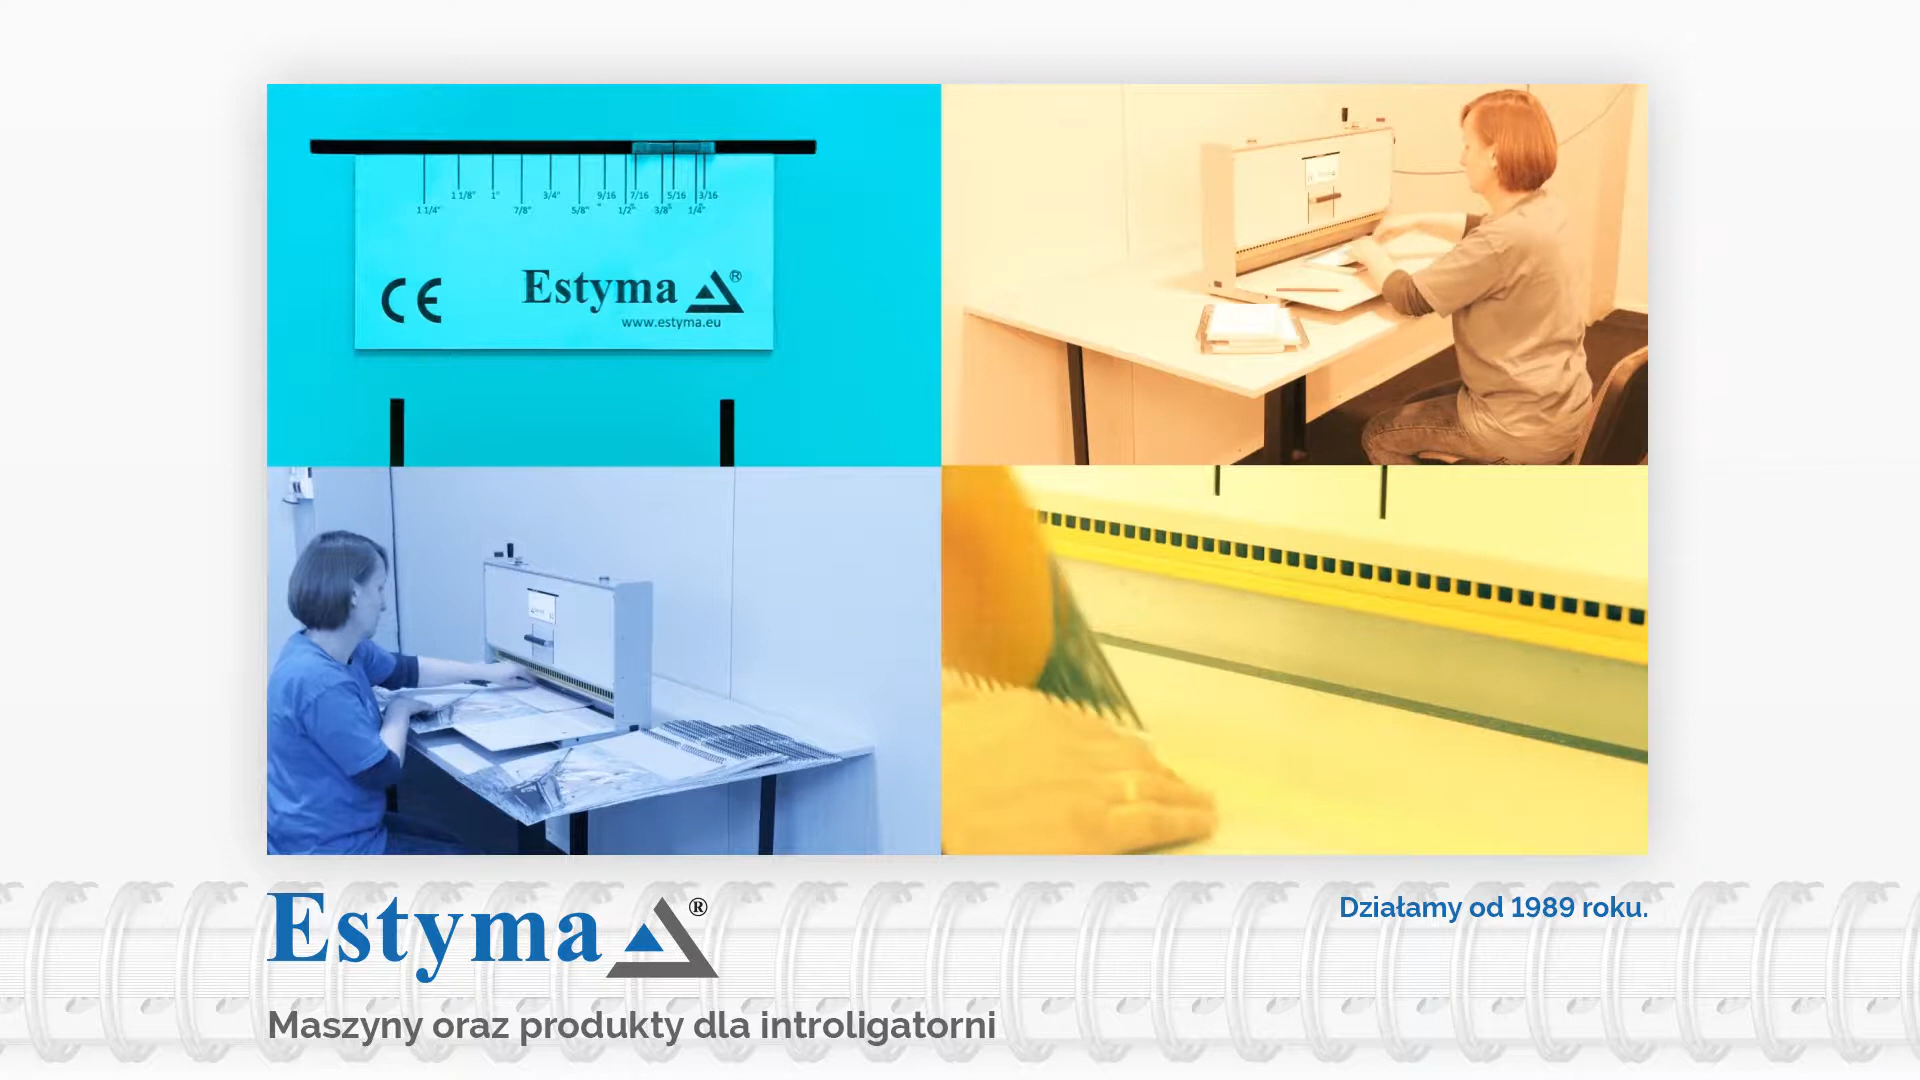 1 1/8" 1" 3/4" 9/16 7/16 5/16 3/16
1 1/4" 7/8" 5/8" 1/2" 3/8" 1/4"
CE
Estyma ®
www.estyma.eu
Estyma ®
Działamy od 1989 roku.
Maszyny oraz produkty dla introligatorni